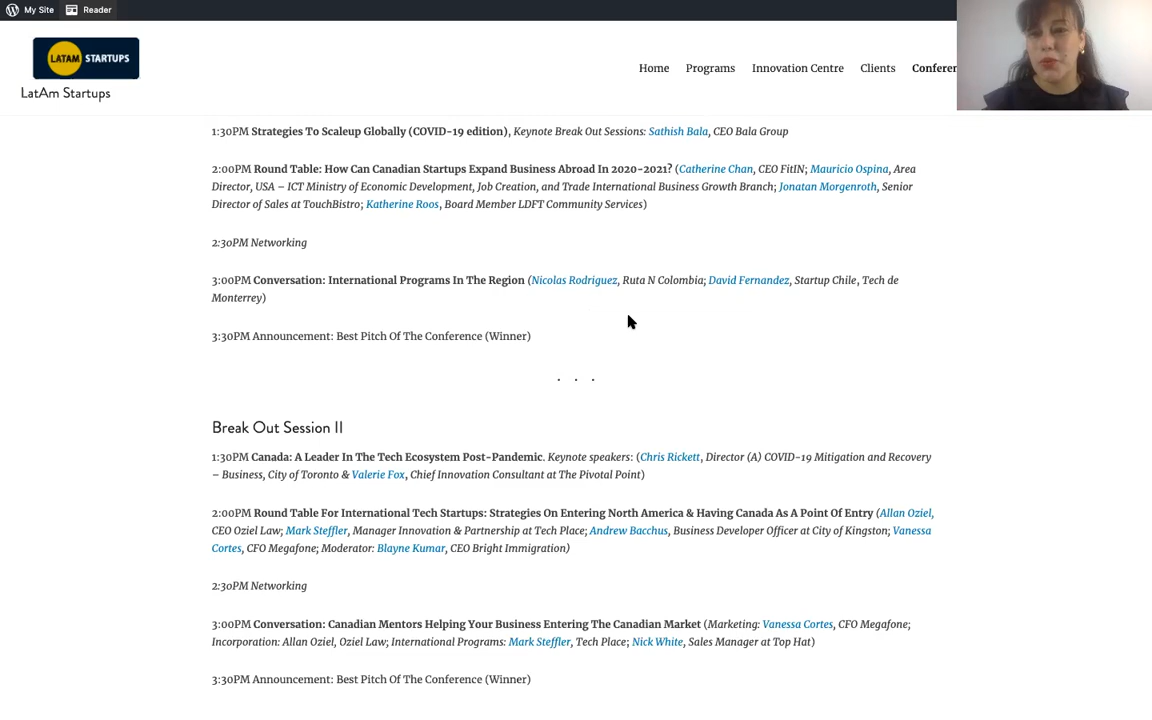 My Site Reader
LATAM STARTUPS
LatAm Startups
Home Programs Innovation Centre Clients Conferen
1:30PM Strategies To Scaleup Globally (COVID-19 edition), Keynote Break Out Sessions: Sathish Bala, CEO Bala Group
2:00PM Round Table: How Can Canadian Startups Expand Business Abroad In 2020-2021? (Catherine Chan, CEO FitIN; Mauricio Ospina, Area
Director, USA – ICT Ministry of Economic Development, Job Creation, and Trade International Business Growth Branch; Jonatan Morgenroth, Senior
Director of Sales at TouchBistro; Katherine Roos, Board Member LDFT Community Services)
2:30PM Networking
3:00PM Conversation: International Programs In The Region (Nicolas Rodriguez, Ruta N Colombia; David Fernandez, Startup Chile, Tech de
Monterrey)
3:30PM Announcement: Best Pitch Of The Conference (Winner)
. . .
Break Out Session II
1:30PM Canada: A Leader In The Tech Ecosystem Post-Pandemic. Keynote speakers: (Chris Rickett, Director (A) COVID-19 Mitigation and Recovery
– Business, City of Toronto & Valerie Fox, Chief Innovation Consultant at The Pivotal Point)
2:00PM Round Table For International Tech Startups: Strategies On Entering North America & Having Canada As A Point Of Entry (Allan Oziel,
CEO Oziel Law; Mark Steffler, Manager Innovation & Partnership at Tech Place; Andrew Bacchus, Business Developer Officer at City of Kingston; Vanessa
Cortes, CFO Megafone; Moderator: Blayne Kumar, CEO Bright Immigration)
2:30PM Networking
3:00PM Conversation: Canadian Mentors Helping Your Business Entering The Canadian Market (Marketing: Vanessa Cortes, CFO Megafone;
Incorporation: Allan Oziel, Oziel Law; International Programs: Mark Steffler, Tech Place; Nick White, Sales Manager at Top Hat)
3:30PM Announcement: Best Pitch Of The Conference (Winner)